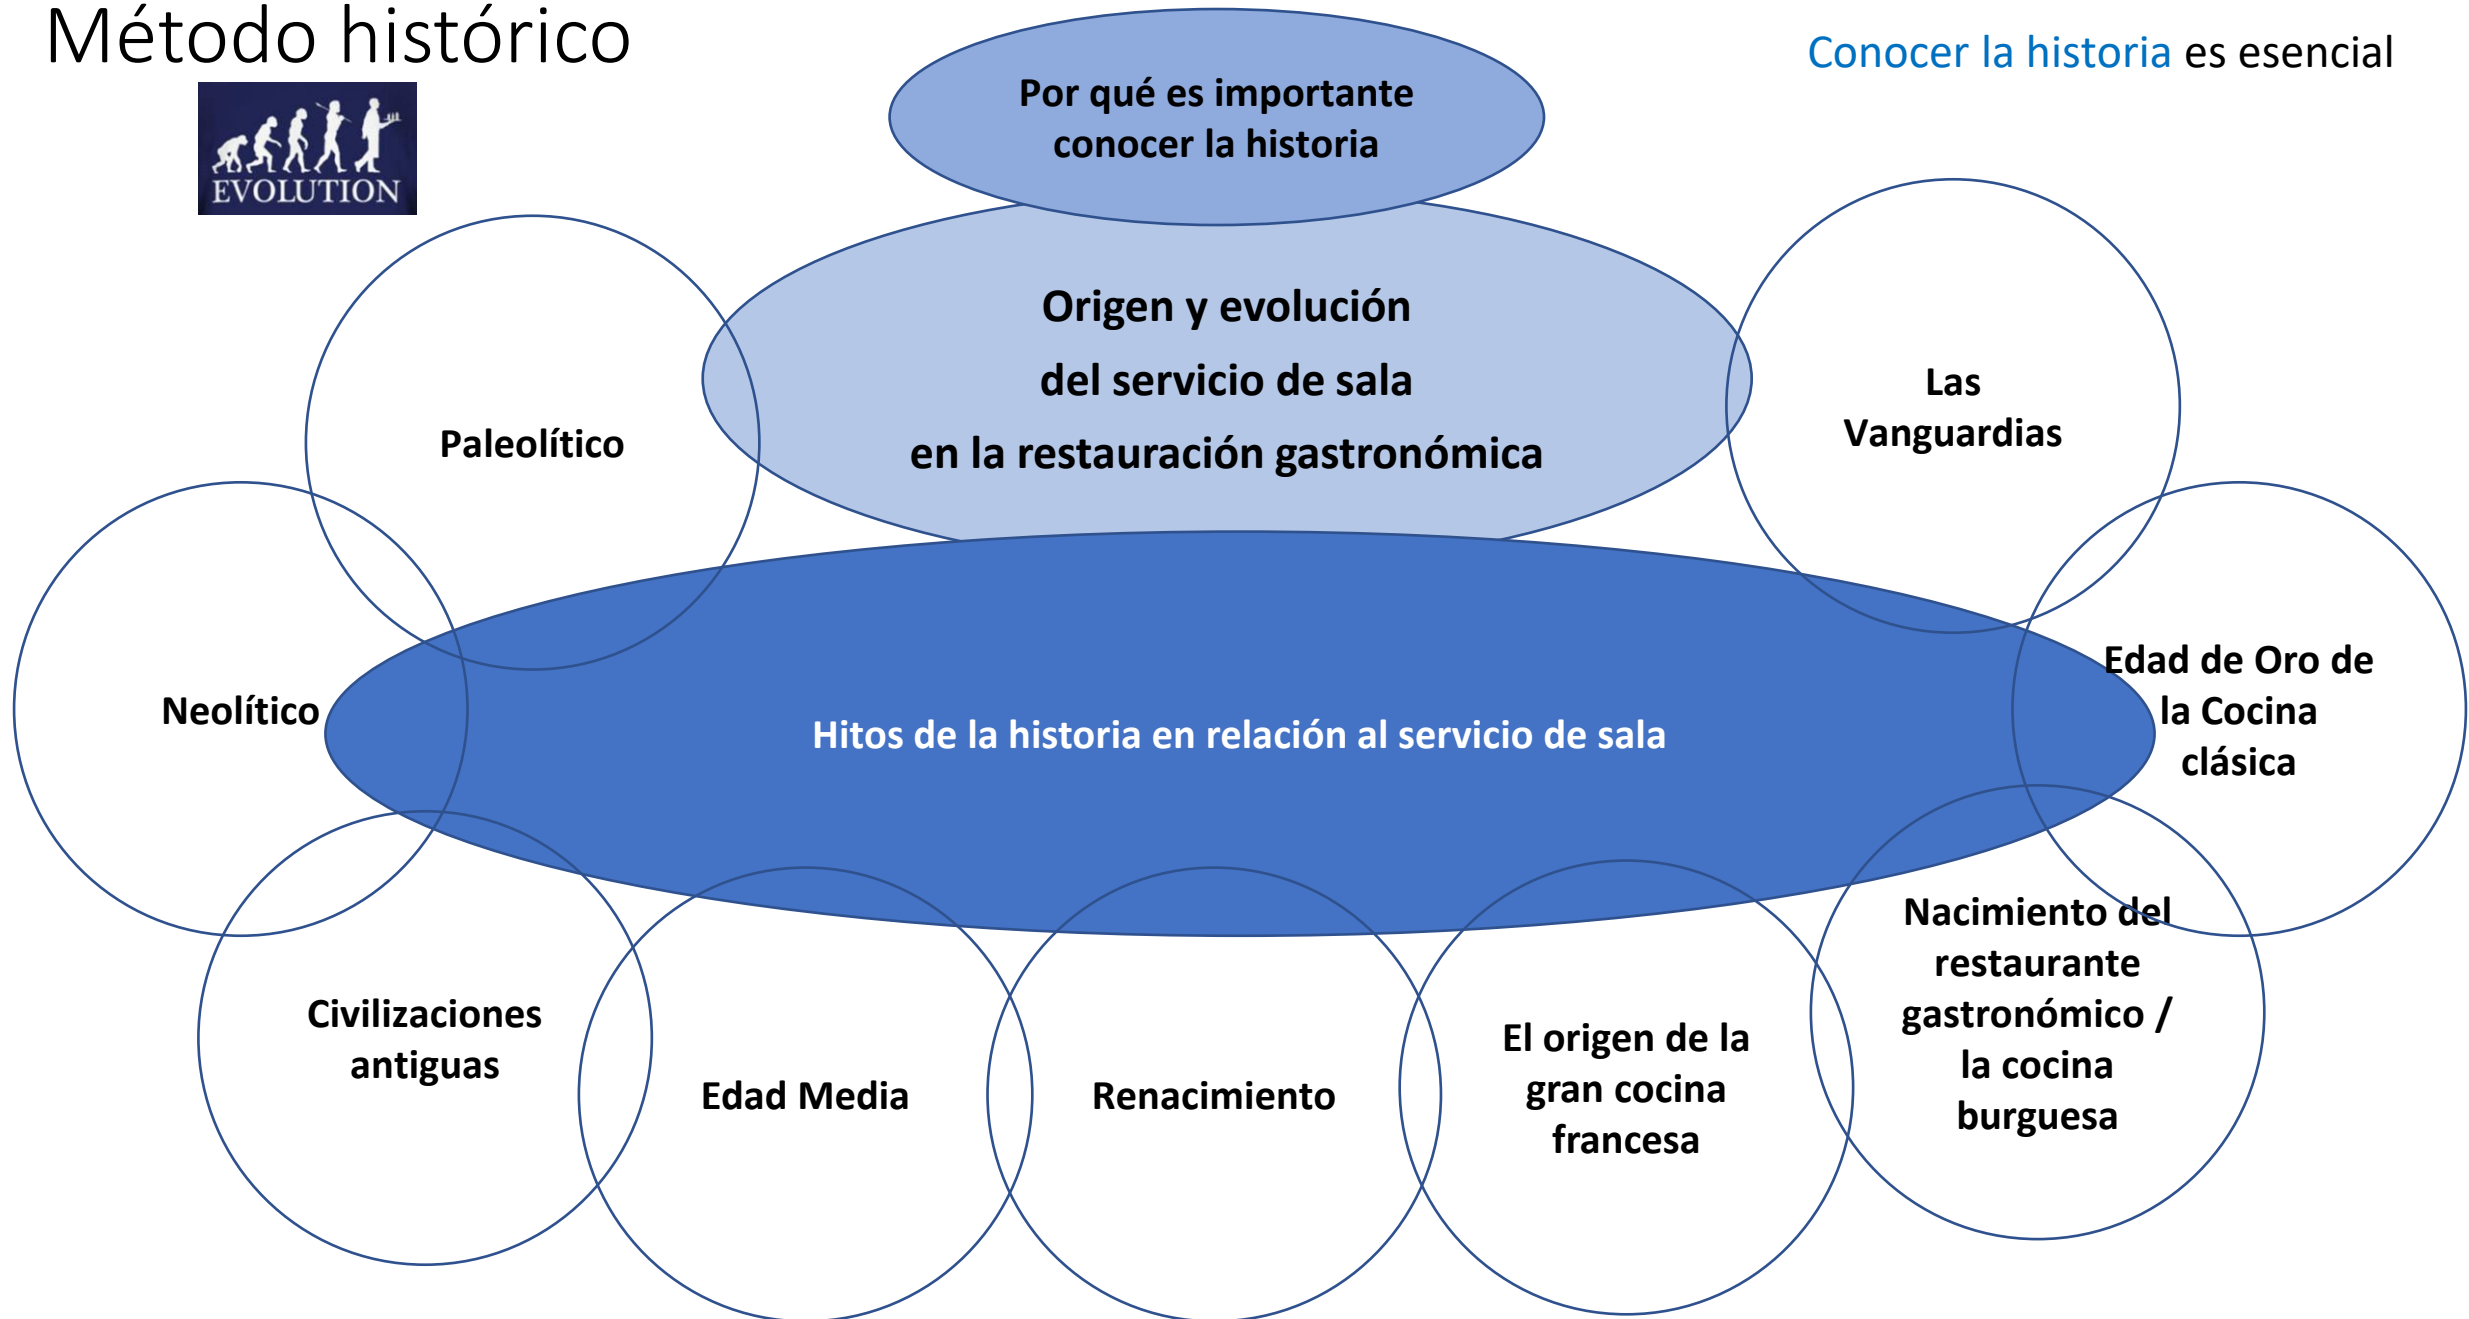 Método histórico
Conocer la historia es esencial
EVOLUTION
Por qué es importante
conocer la historia
Origen y evolución
del servicio de sala
en la restauración gastronómica
Hitos de la historia en relación al servicio de sala
Paleolítico
Neolítico
Civilizaciones
antiguas
Edad Media
Renacimiento
El origen de la
gran cocina
francesa
Nacimiento del
restaurante
gastronómico /
la cocina
burguesa
Edad de Oro de
la Cocina
clásica
Las
Vanguardias